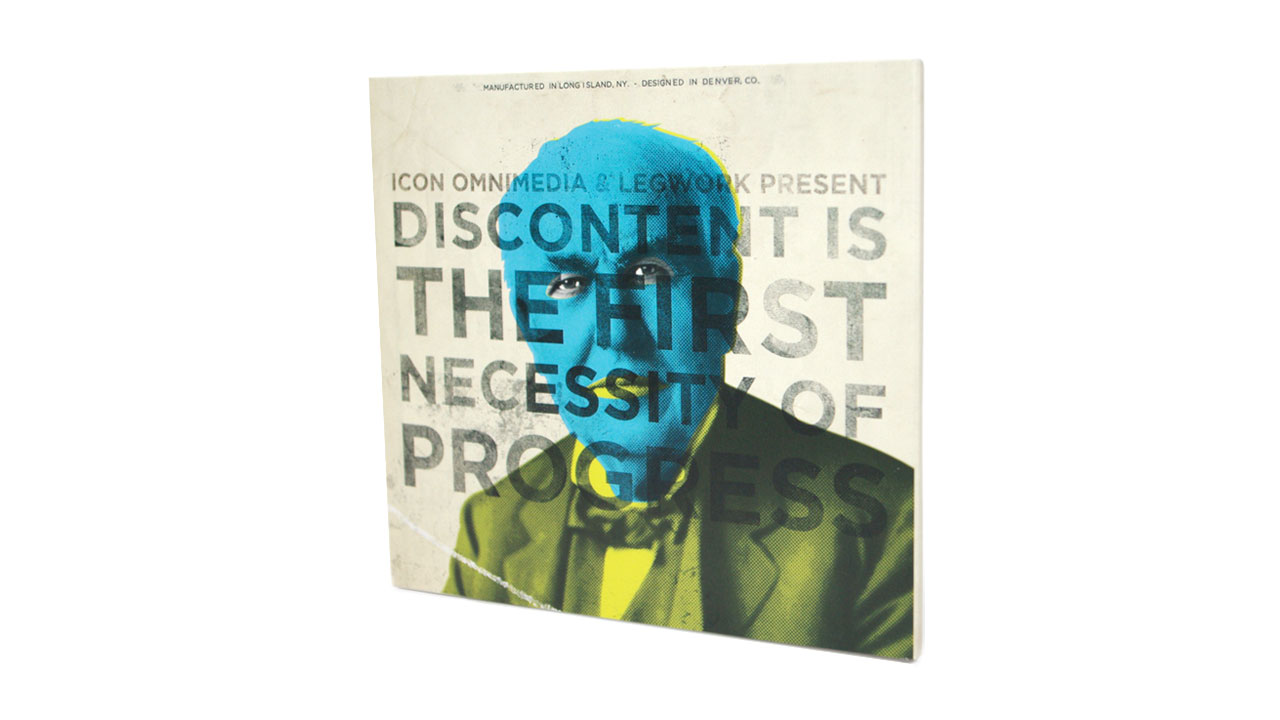 MANUFACTURED IN LONG ISLAND, NY. - DESIGNED IN DENVER, CO.
ICON OMNIMEDIA & LEGWORK PRESENT
DISCONTENT IS
THE FIRST
NECESSITY OF
PROGRESS